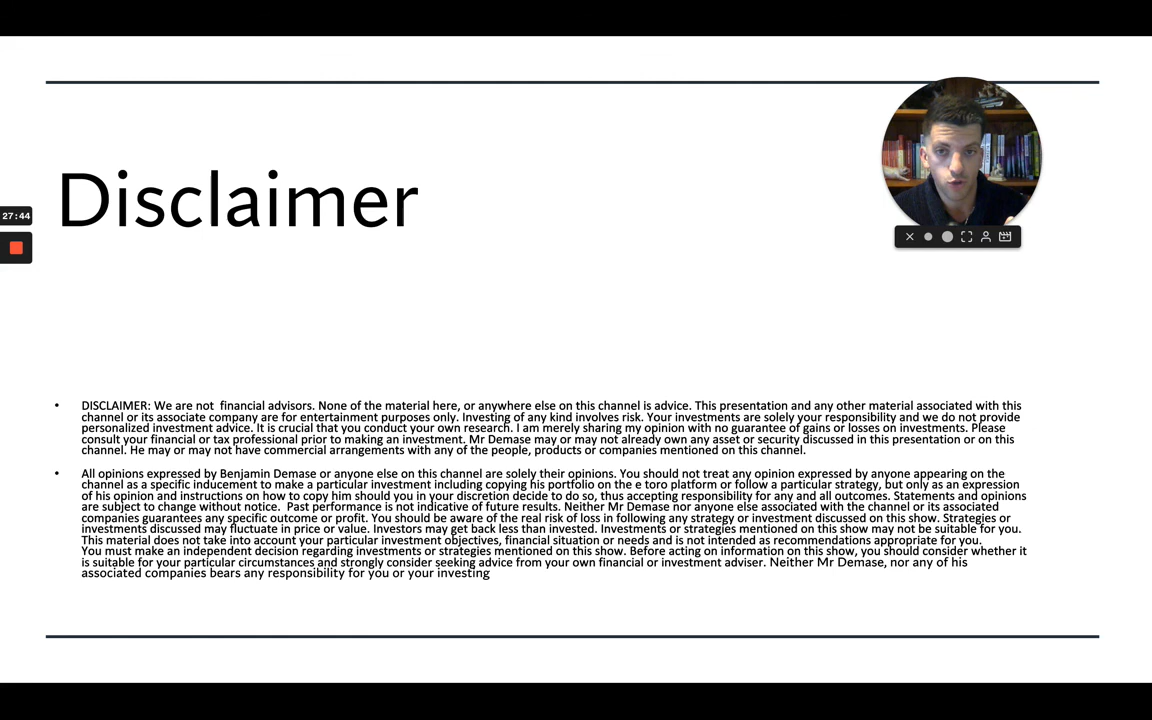 Disclaimer
27:44
• DISCLAIMER: We are not  financial advisors. None of the material here, or anywhere else on this channel is advice. This presentation and any other material associated with this
channel or its associate company are for entertainment purposes only. Investing of any kind involves risk. Your investments are solely your responsibility and we do not provide
personalized investment advice. It is crucial that you conduct your own research. I am merely sharing my opinion with no guarantee of gains or losses on investments. Please
consult your financial or tax professional prior to making an investment. Mr Demase may or may not already own any asset or security discussed in this presentation or on this
channel. He may or may not have commercial arrangements with any of the people, products or companies mentioned on this channel.
• All opinions expressed by Benjamin Demase or anyone else on this channel are solely their opinions. You should not treat any opinion expressed by anyone appearing on the
channel as a specific inducement to make a particular investment including copying his portfolio on the e toro platform or follow a particular strategy, but only as an expression
of his opinion and instructions on how to copy him should you in your discretion decide to do so, thus accepting responsibility for any and all outcomes. Statements and opinions
are subject to change without notice.  Past performance is not indicative of future results. Neither Mr Demase nor anyone else associated with the channel or its associated
companies guarantees any specific outcome or profit. You should be aware of the real risk of loss in following any strategy or investment discussed on this show. Strategies or
investments discussed may fluctuate in price or value. Investors may get back less than invested. Investments or strategies mentioned on this show may not be suitable for you.
This material does not take into account your particular investment objectives, financial situation or needs and is not intended as recommendations appropriate for you.
You must make an independent decision regarding investments or strategies mentioned on this show. Before acting on information on this show, you should consider whether it
is suitable for your particular circumstances and strongly consider seeking advice from your own financial or investment adviser. Neither Mr Demase, nor any of his
associated companies bears any responsibility for you or your investing